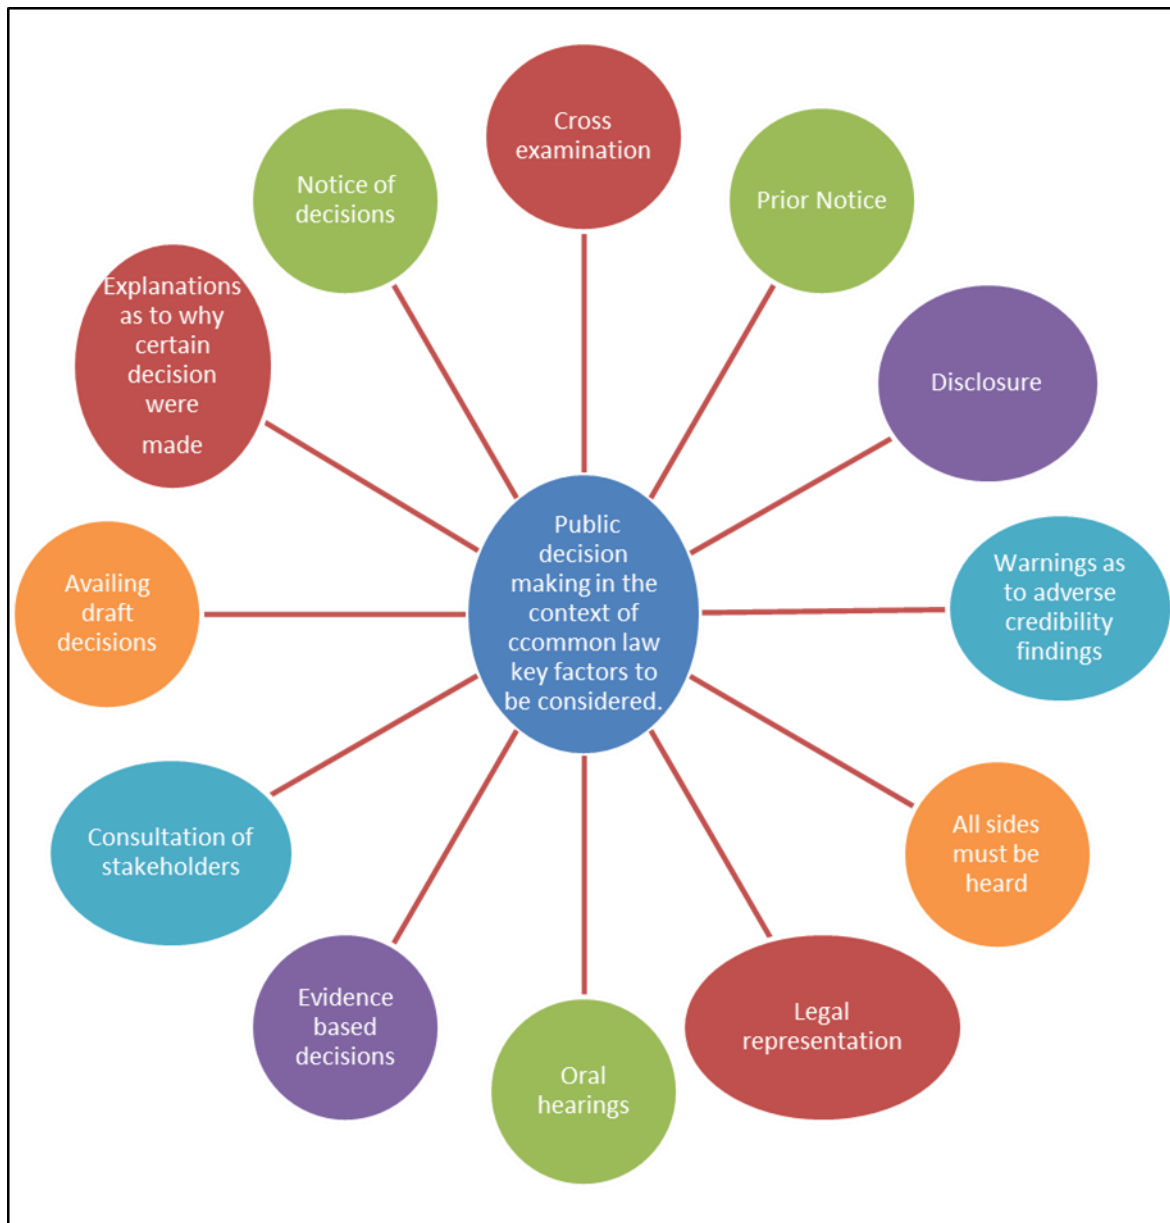 Cross
examination
Prior Notice
Disclosure
Warnings as
to adverse
credibility
findings
All sides
must be
heard
Legal
representation
Oral
hearings
Evidence
based
decisions
Consultation of
stakeholders
Availing
draft
decisions
Explanations
as to why
certain
decision
were
made
Notice of
decisions
Public
decision
making in the
context of
ccommon law
key factors to
be considered.